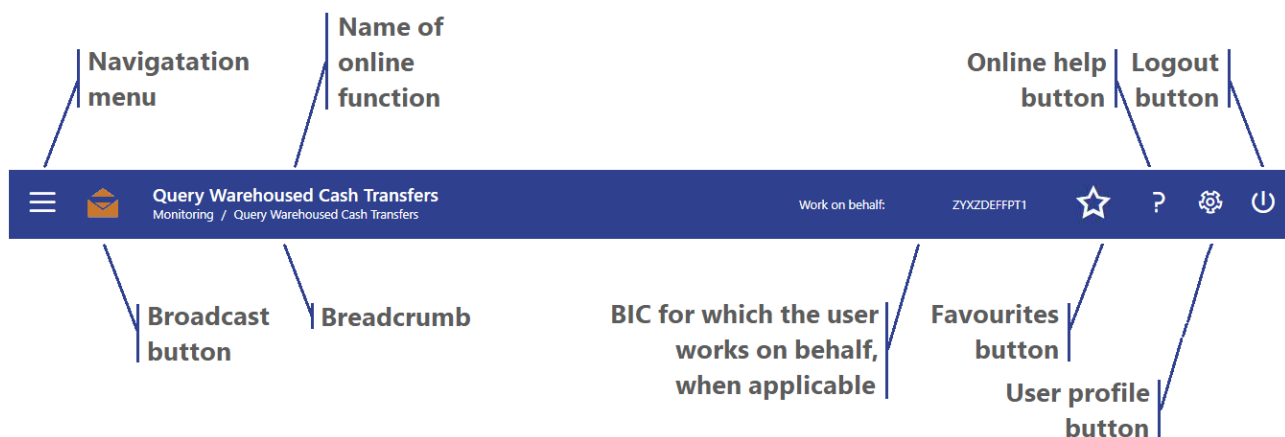 Navigatation
menu
Name of
online
function
Online help
button
Logout
button
Query Warehoused Cash Transfers
Monitoring / Query Warehoused Cash Transfers
Work on behalf:
ZYXZDEFFPT1
?
Broadcast
button
Breadcrumb
BIC for which the user
works on behalf,
when applicable
Favourites
button
User profile
button